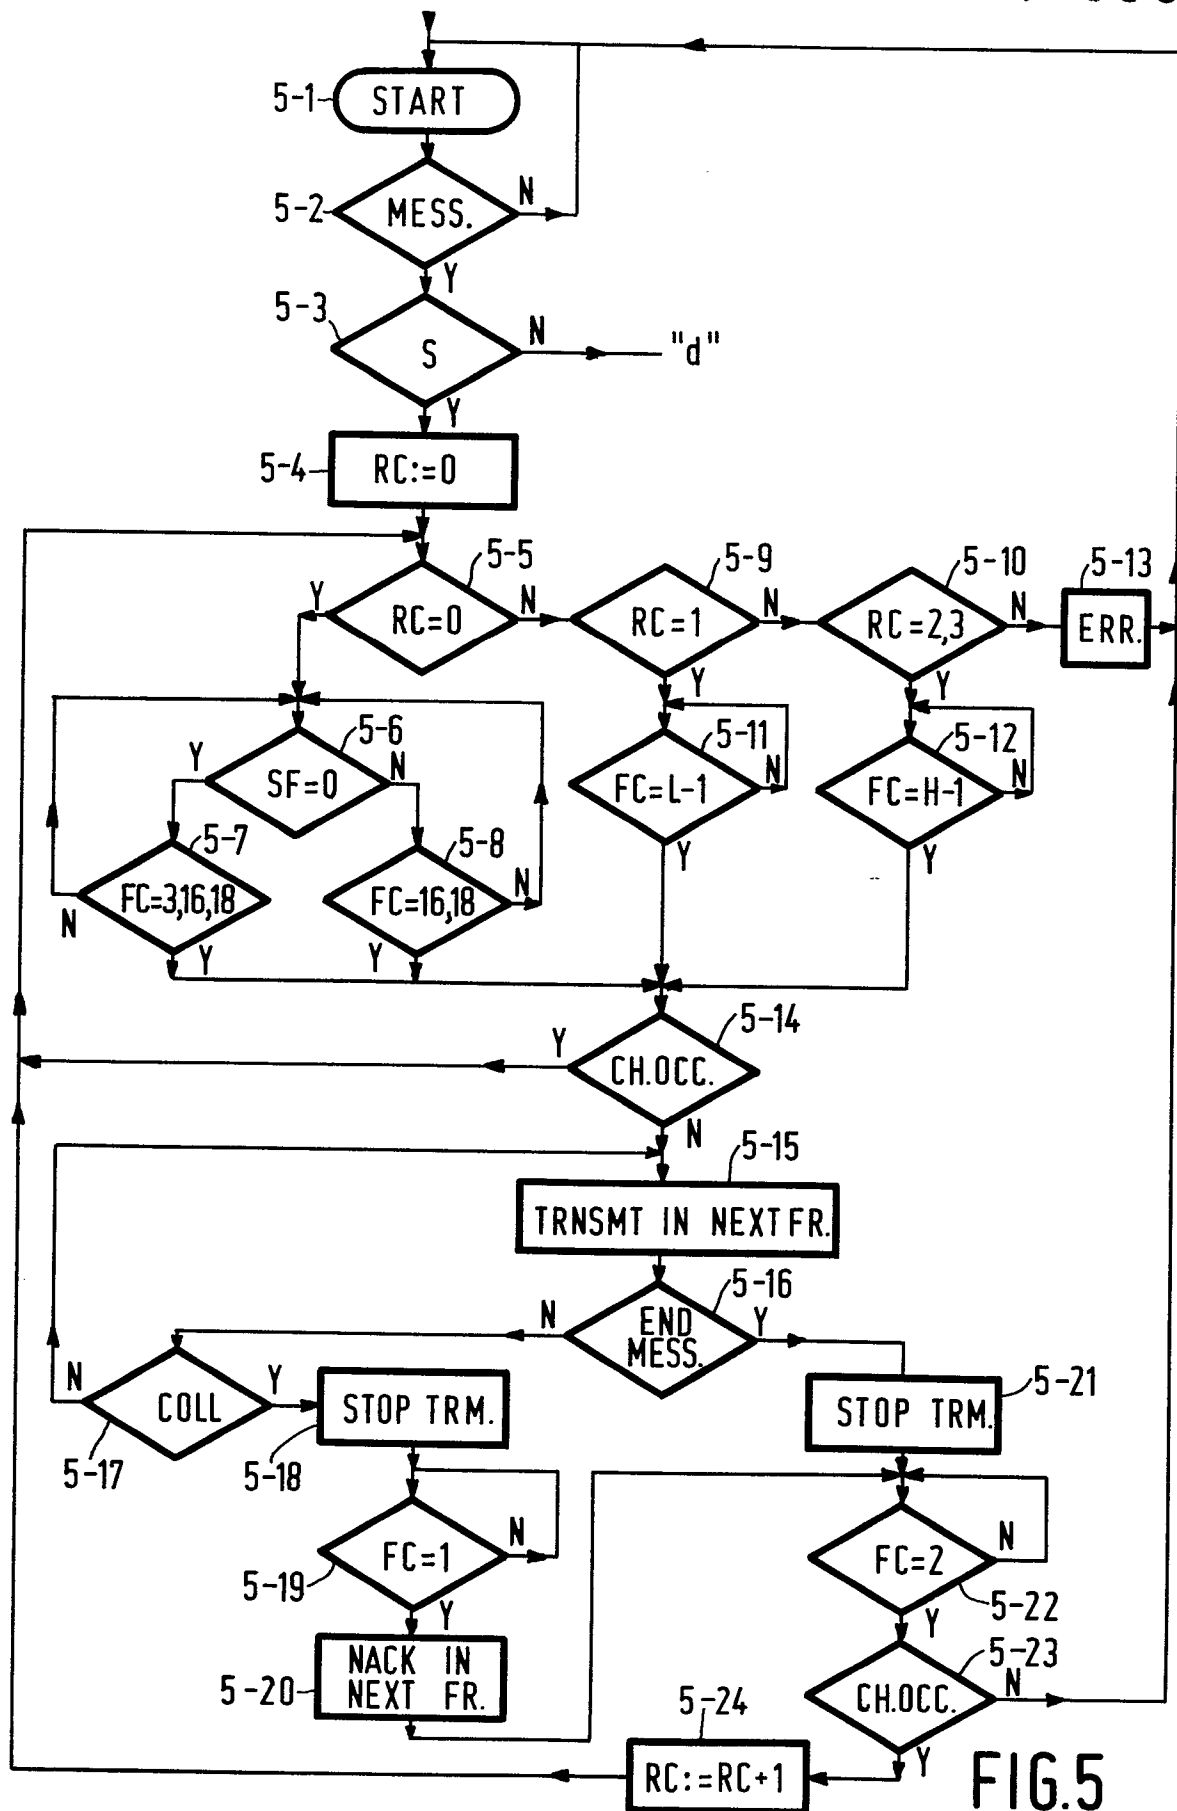 5-1
START
5-2
MESS.
N
Y
5-3
S
N
"d"
Y
5-4
RC:=0
5-5
5-9
5-10
5-13
Y
RC=0
N
RC=1
N
RC=2,3
N
ERR.
Y
Y
5-6
5-11
5-12
Y
SF=0
N
FC=L-1
N
FC=H-1
N
5-7
5-8
Y
Y
FC=3,16,18
FC=16,18
N
N
Y
Y
5-14
Y
CH.OCC.
N
5-15
TRNSMT IN NEXT FR.
5-16
N
END
MESS.
Y
N
COLL
Y
STOP TRM.
5-21
STOP TRM.
5-17
5-18
FC=1
N
FC=2
N
5-19
5-22
Y
Y
NACK IN
NEXT FR.
5-20
5-23
CH.OCC.
N
5-24
Y
RC:=RC+1
FIG.5